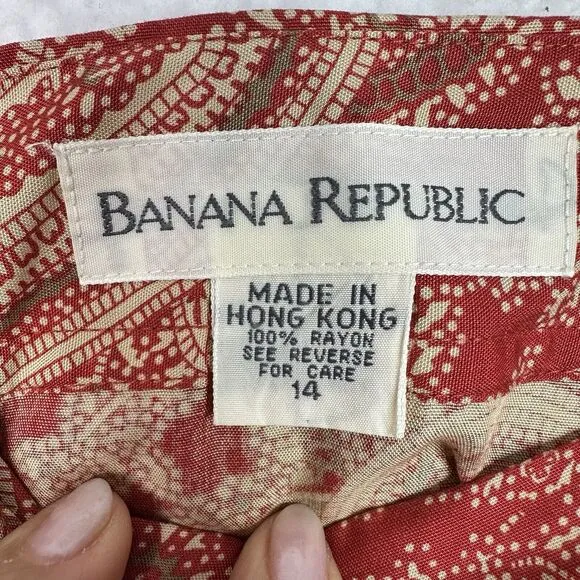 BANANA REPUBLIC
MADE IN
HONG KONG
100% RAYON
SEE REVERSE
FOR CARE
14